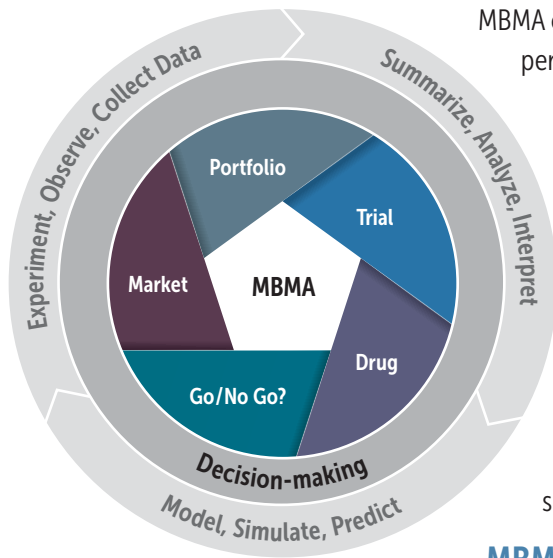 MBMA
per
Experiment, Observe, Collect Data
Summarize, Analyze, Interpret
Portfolio
Trial
Market
MBMA
Drug
Go/No Go?
Decision-making
Model, Simulate, Predict
s
MBM